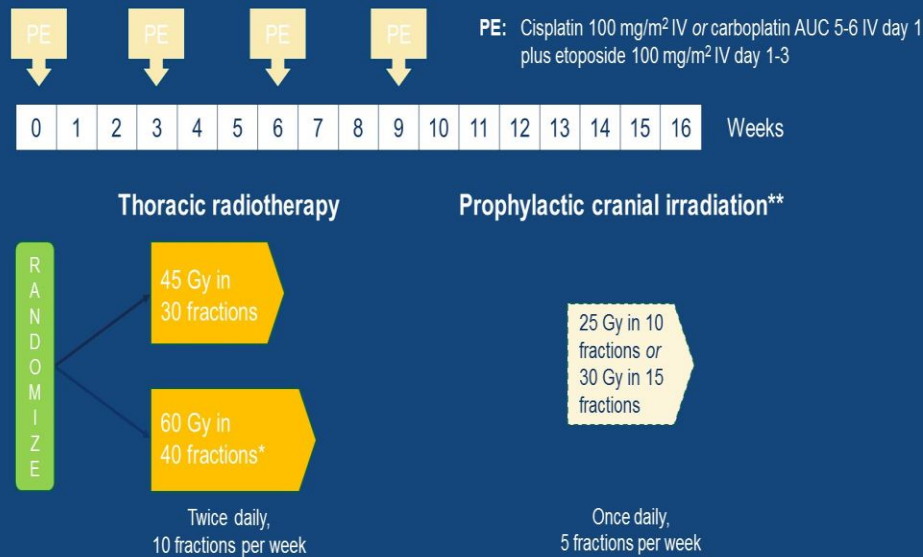 PE PE PE PE
PE: Cisplatin 100 mg/m² IV or carboplatin AUC 5-6 IV day 1
plus etoposide 100 mg/m² IV day 1-3
0 1 2 3 4 5 6 7 8 9 10 11 12 13 14 15 16 Weeks
Thoracic radiotherapy
Prophylactic cranial irradiation**
RANDOMIZE
45 Gy in
30 fractions
60 Gy in
40 fractions*
25 Gy in 10
fractions or
30 Gy in 15
fractions
Twice daily,
10 fractions per week
Once daily,
5 fractions per week